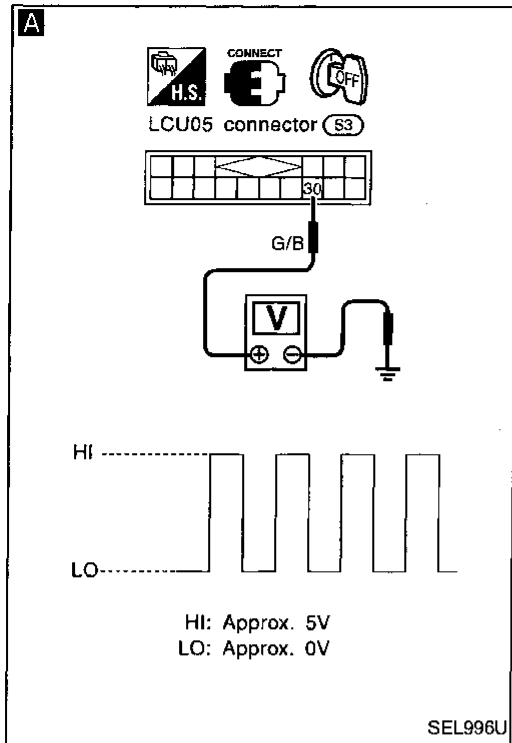 A
CONNECT
H.S.
OFF
LCU05 connector S3
30
G/B
V
+ −
HI
LO
HI: Approx. 5V
LO: Approx. 0V
SEL996U